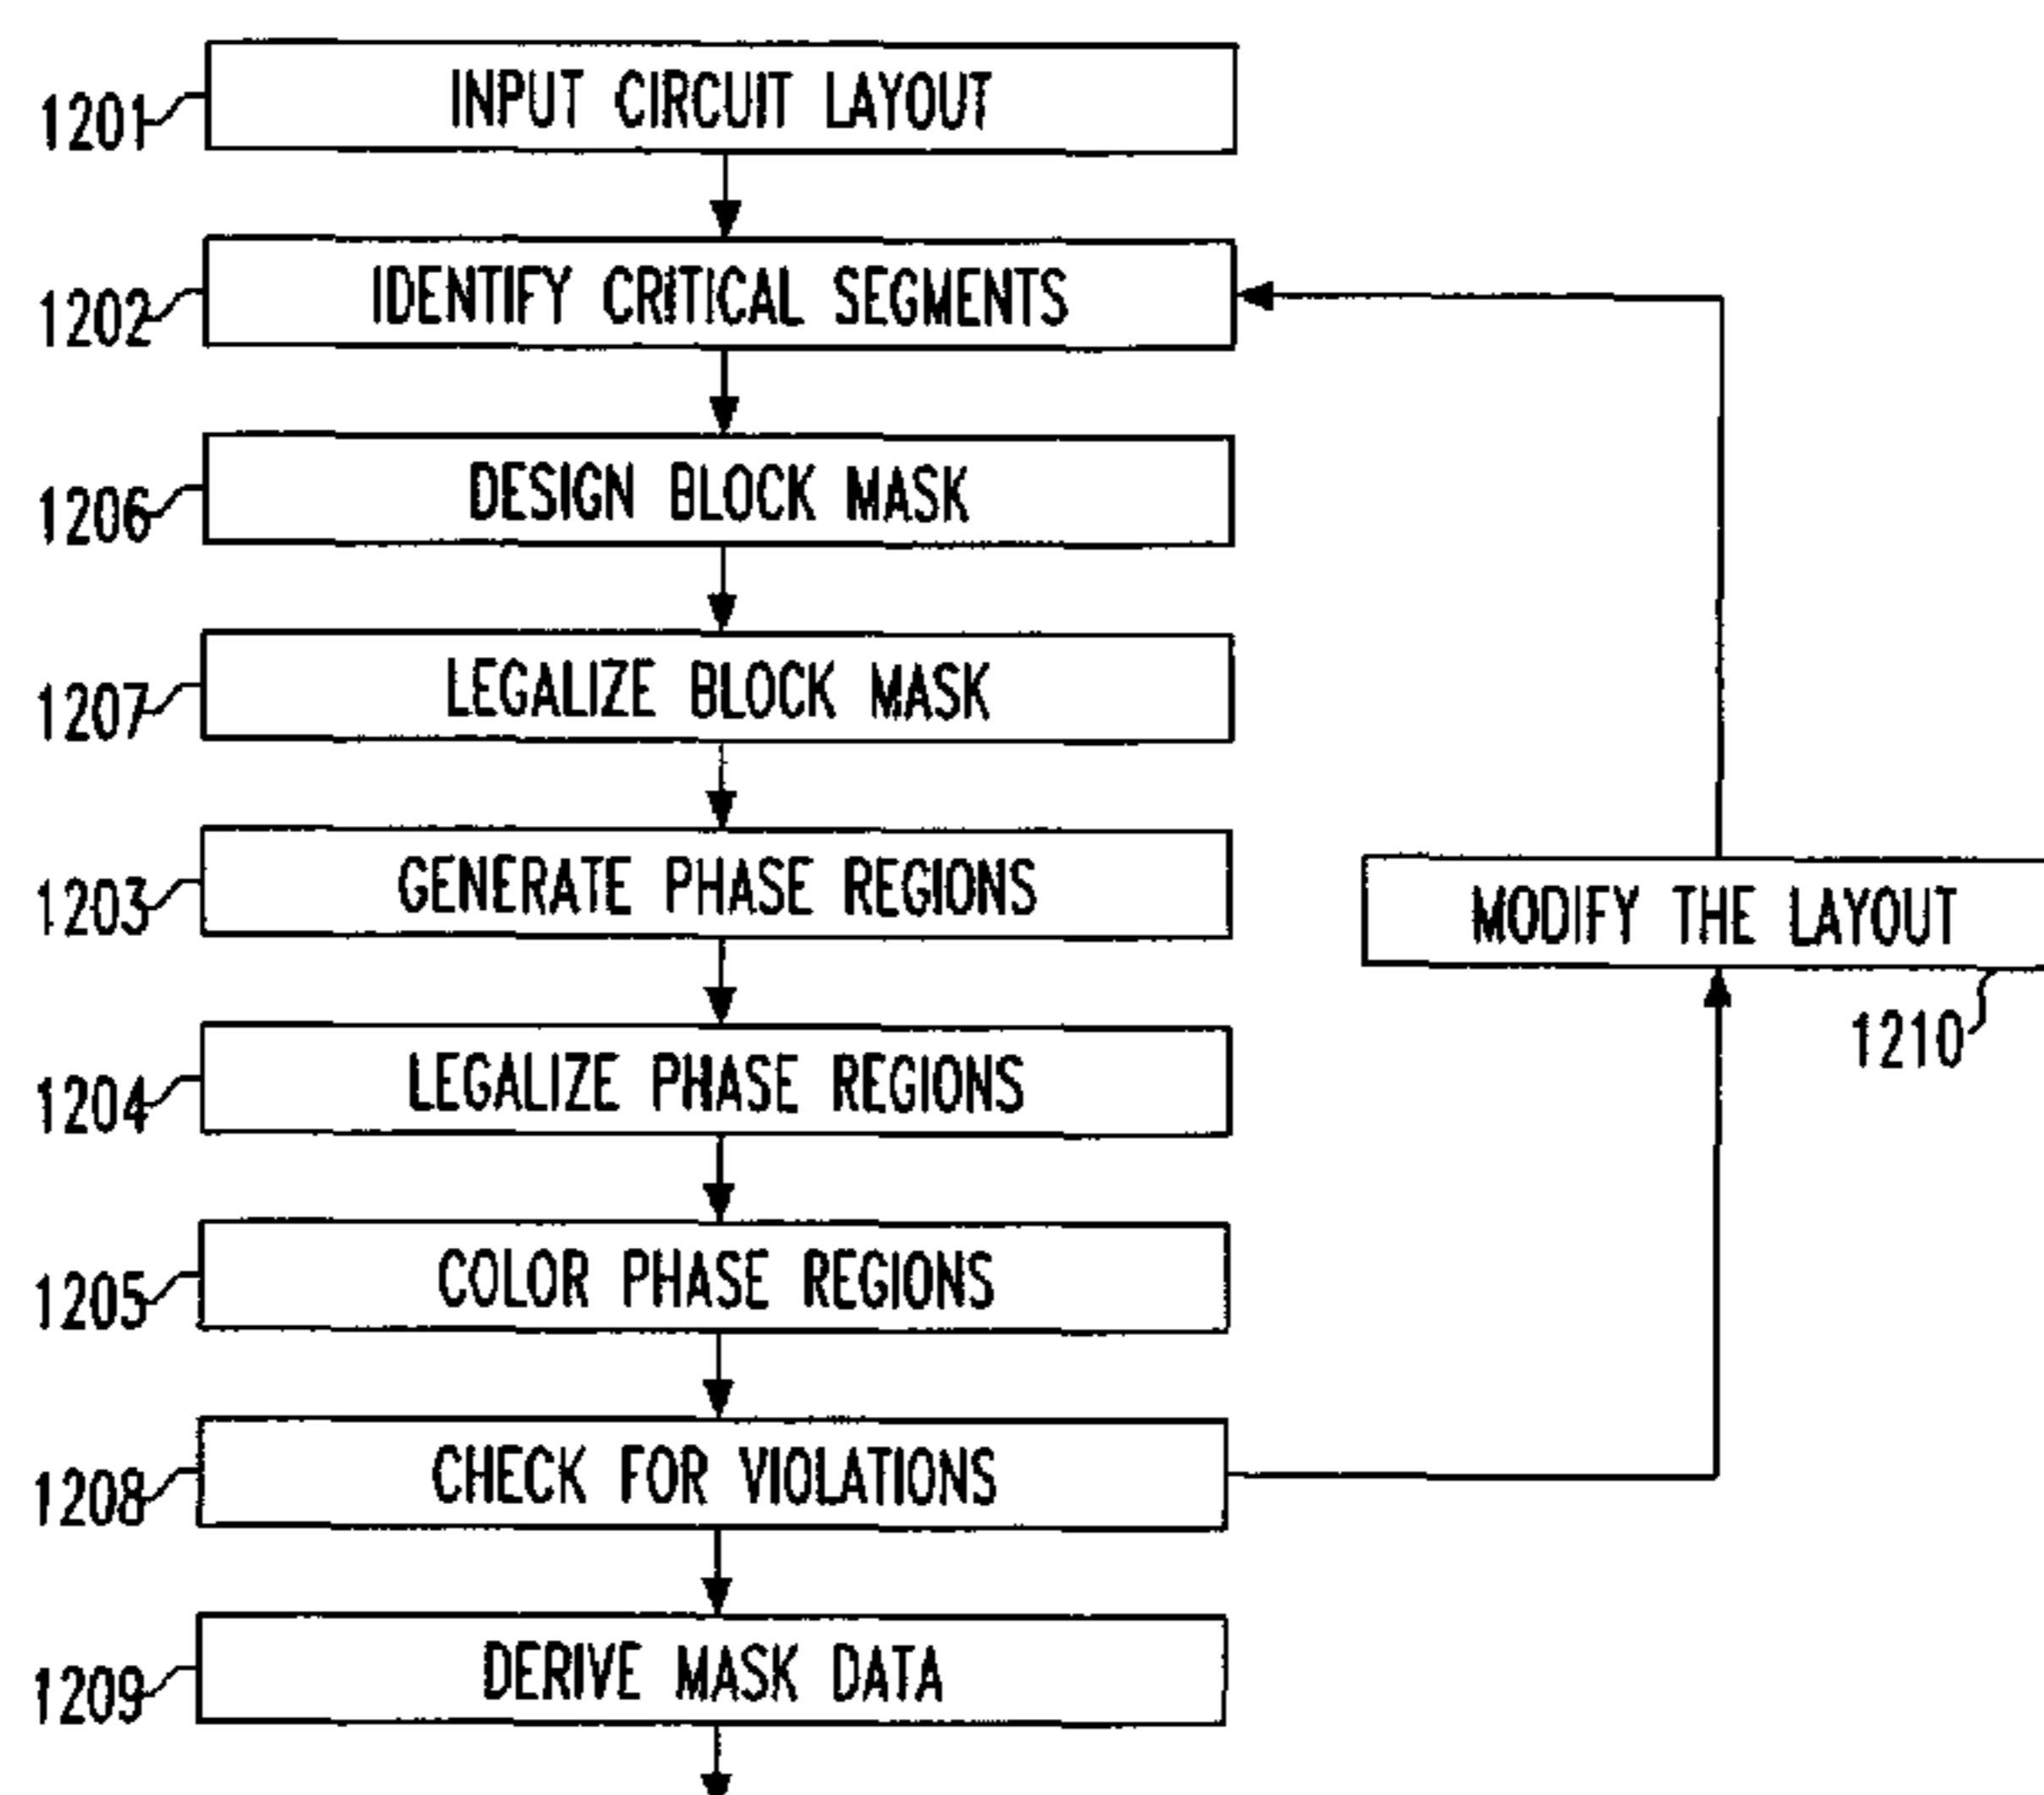 1201 INPUT CIRCUIT LAYOUT
1202 IDENTIFY CRITICAL SEGMENTS
1206 DESIGN BLOCK MASK
1207 LEGALIZE BLOCK MASK
1203 GENERATE PHASE REGIONS
MODIFY THE LAYOUT
1210
1204 LEGALIZE PHASE REGIONS
1205 COLOR PHASE REGIONS
1208 CHECK FOR VIOLATIONS
1209 DERIVE MASK DATA